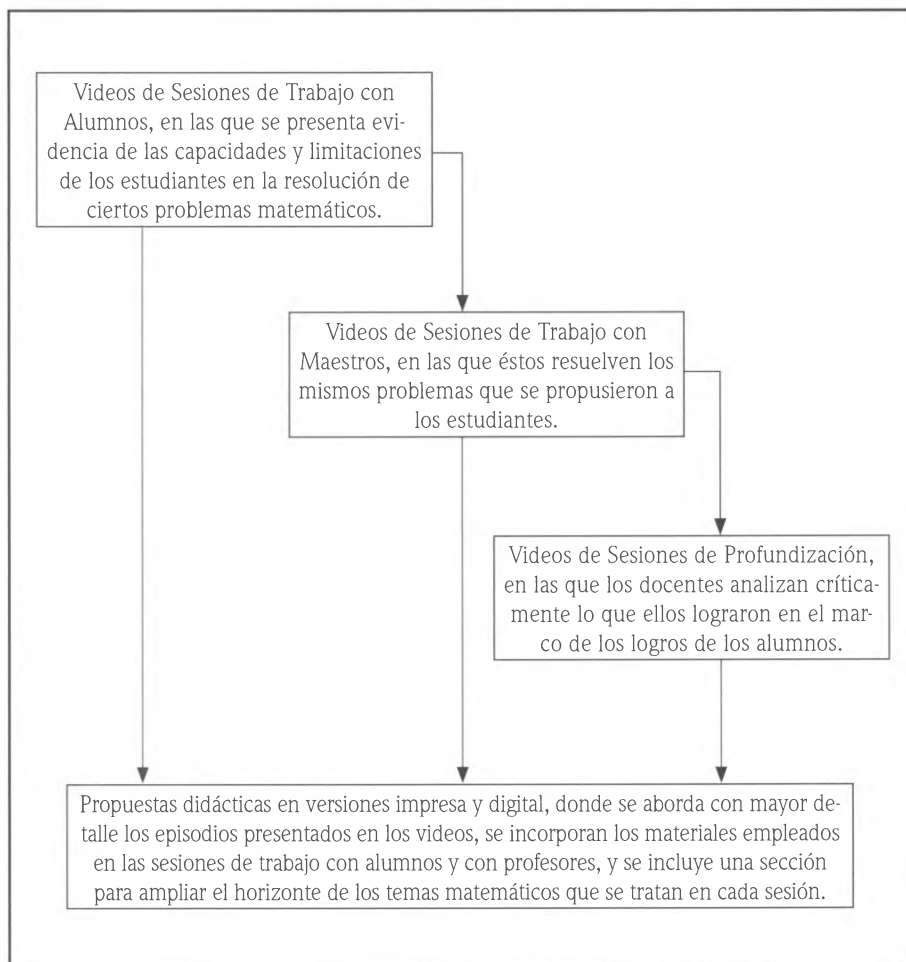 Videos de Sesiones de Trabajo con
Alumnos, en las que se presenta evi-
dencia de las capacidades y limitaciones
de los estudiantes en la resolución de
ciertos problemas matemáticos.
Videos de Sesiones de Trabajo con
Maestros, en las que éstos resuelven los
mismos problemas que se propusieron a
los estudiantes.
Videos de Sesiones de Profundización,
en las que los docentes analizan crítica-
mente lo que ellos lograron en el mar-
co de los logros de los alumnos.
Propuestas didácticas en versiones impresa y digital, donde se aborda con mayor de-
talle los episodios presentados en los videos, se incorporan los materiales empleados
en las sesiones de trabajo con alumnos y con profesores, y se incluye una sección
para ampliar el horizonte de los temas matemáticos que se tratan en cada sesión.